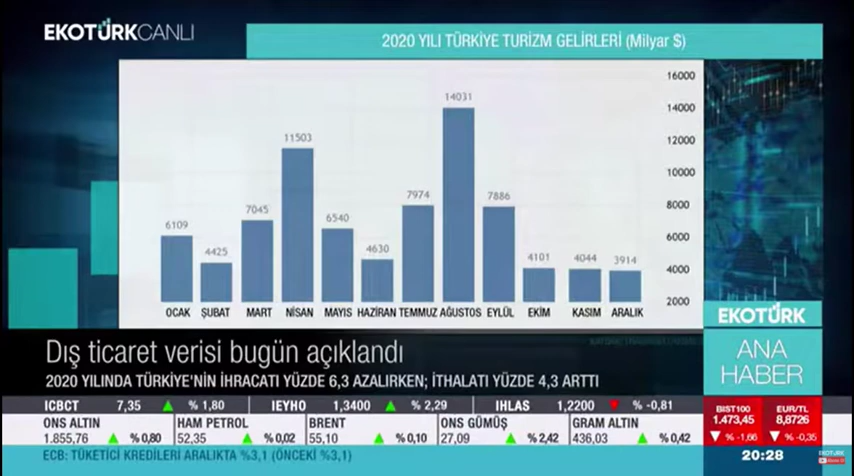 EKOTÜRK CANLI
2020 YILI TÜRKİYE TURİZM GELİRLERİ (Milyar $)
16000
14000
12000
10000
8000
6000
4000
2000
6109
4425
7045
11503
6540
4630
7974
14031
7886
4101
4044
3914
OCAK ŞUBAT MART NİSAN MAYIS HAZİRAN TEMMUZ AĞUSTOS EYLÜL EKİM KASIM ARALIK
EKOTÜRK
ANA
HABER
Dış ticaret verisi bugün açıklandı
2020 YILINDA TÜRKİYE'NİN İHRACATI YÜZDE 6,3 AZALIRKEN; İTHALATI YÜZDE 4,3 ARTTI
ICBCT 7,35 % 1,80 IEYHO 1,3400 % 2,29 IHLAS 1,2200 % -0,81
ONS ALTIN HAM PETROL BRENT ONS GÜMÜŞ GRAM ALTIN
1.855,76 % 0,80 52,35 % 0,02 55,10 % 0,10 27,09 % 2,42 436,03 % 0,42
BIST100 EUR/TL
1.473,45 8,8726
% -1,66 % -0,35
ECB: TÜKETİCİ KREDİLERİ ARALIKTA %3,1 (ÖNCEKİ %3,1)
20:28
EKOTÜRK